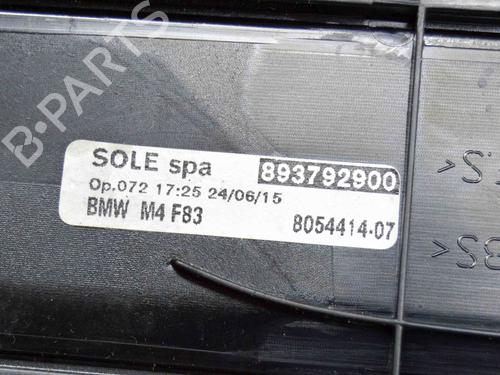 B-PARTS
SOLE spa 893792900
Op.072 17:25 24/06/15
BMW M4 F83 8054414-07